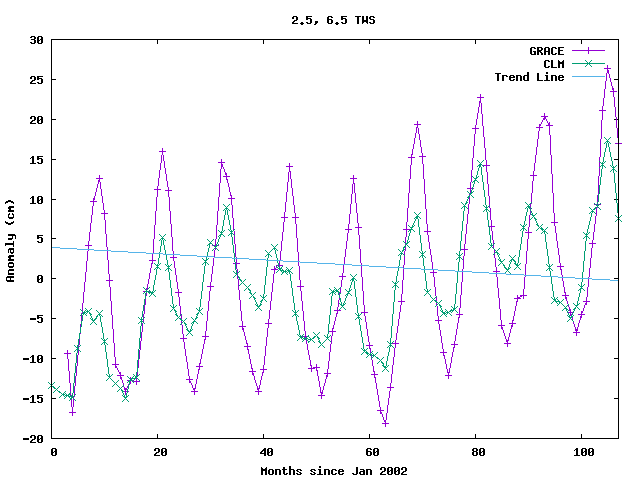 2.5, 6.5 TWS
GRACE
CLM
Trend Line
30
25
20
15
10
5
0
-5
-10
-15
-20
Anomaly (cm)
0 20 40 60 80 100
Months since Jan 2002